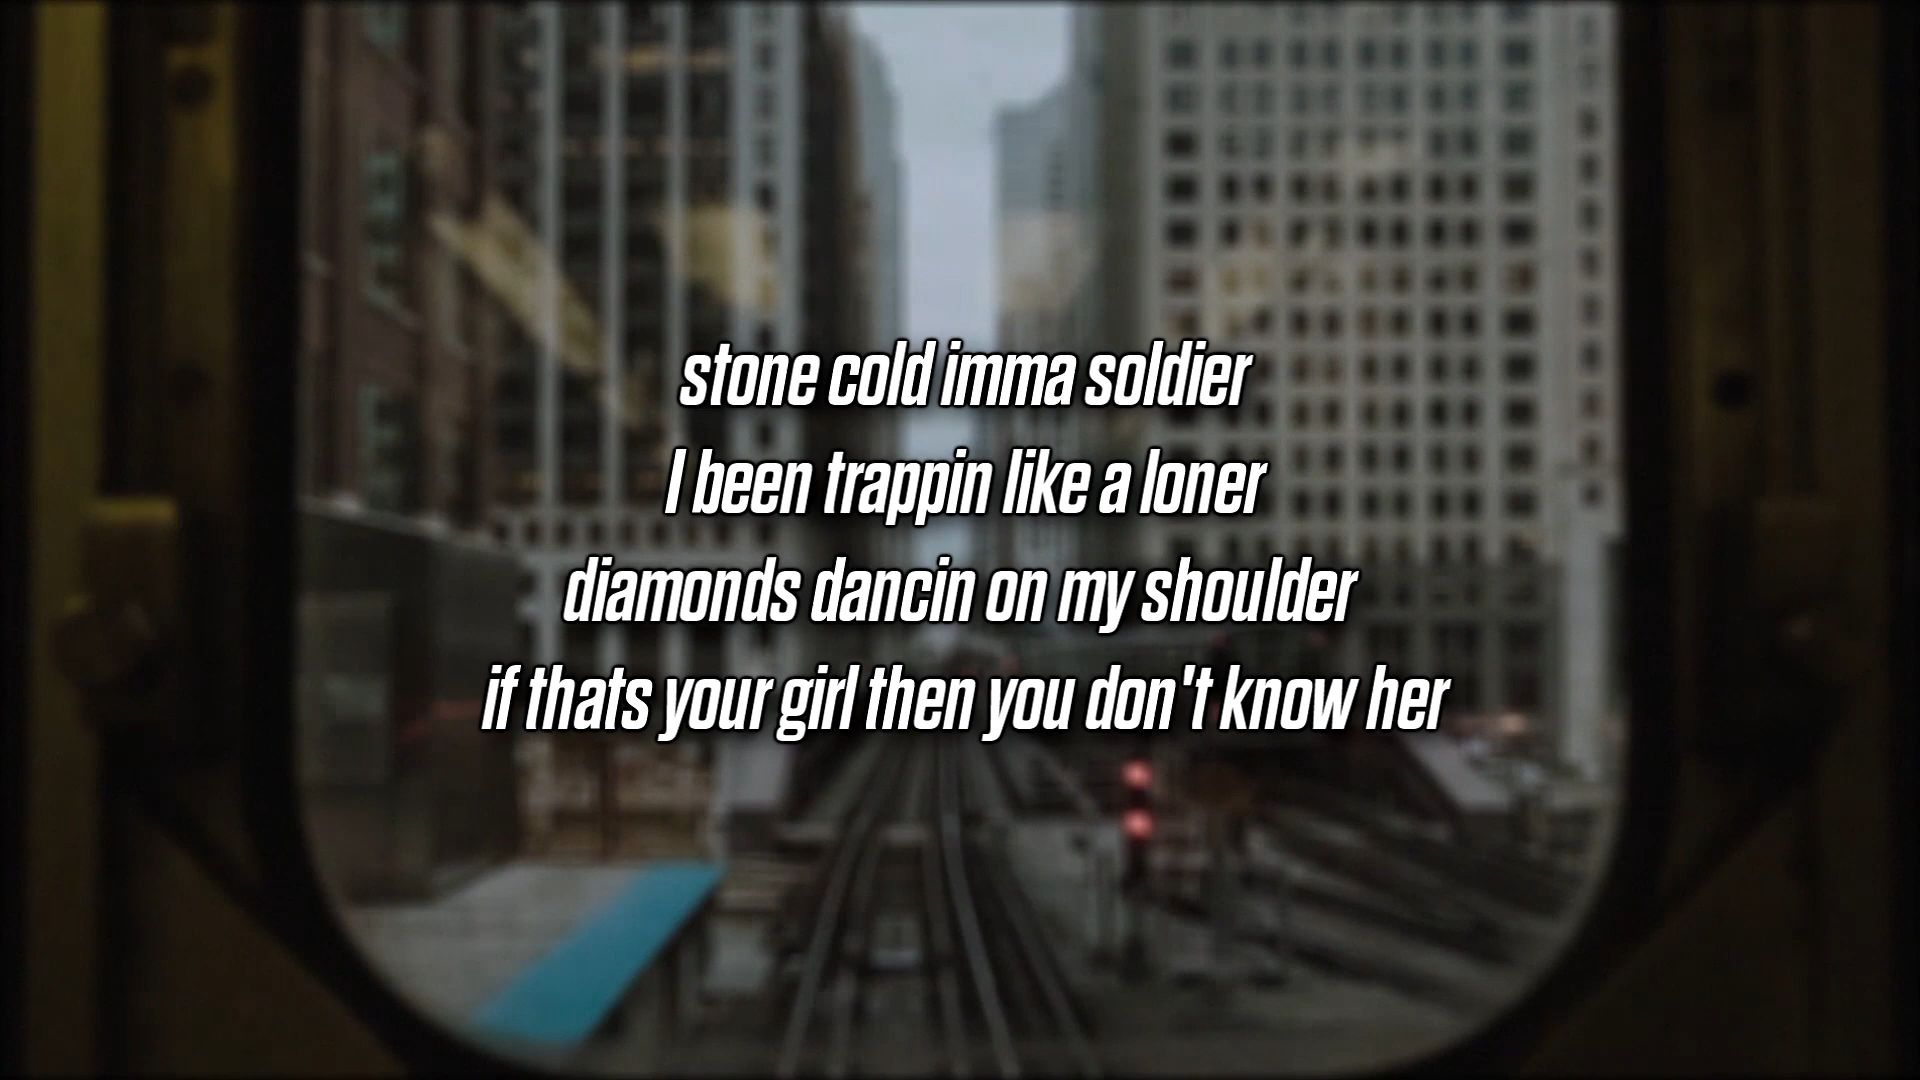 stone cold imma soldier
I been trappin like a loner
diamonds dancin on my shoulder
if thats your girl then you don't know her